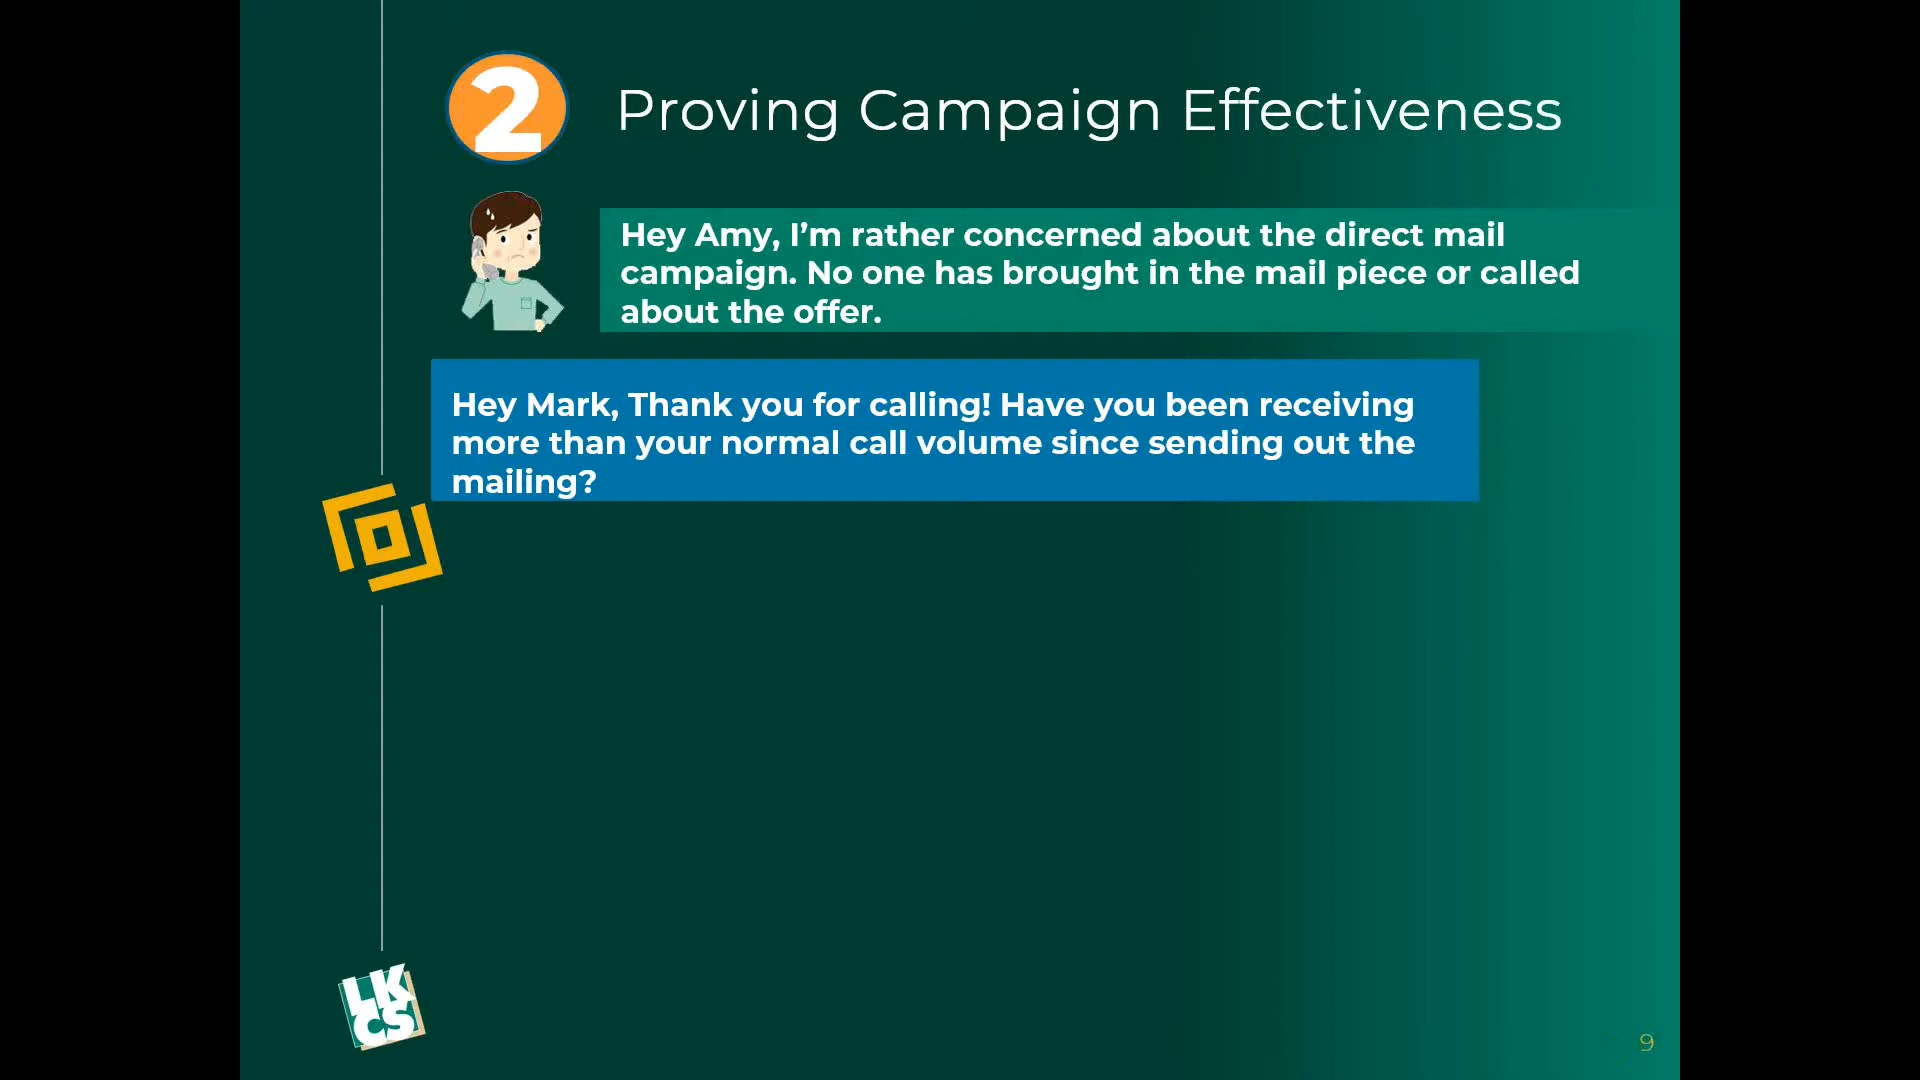 2
Proving Campaign Effectiveness
Hey Amy, I’m rather concerned about the direct mail
campaign. No one has brought in the mail piece or called
about the offer.
Hey Mark, Thank you for calling! Have you been receiving
more than your normal call volume since sending out the
mailing?
LK
CS
9